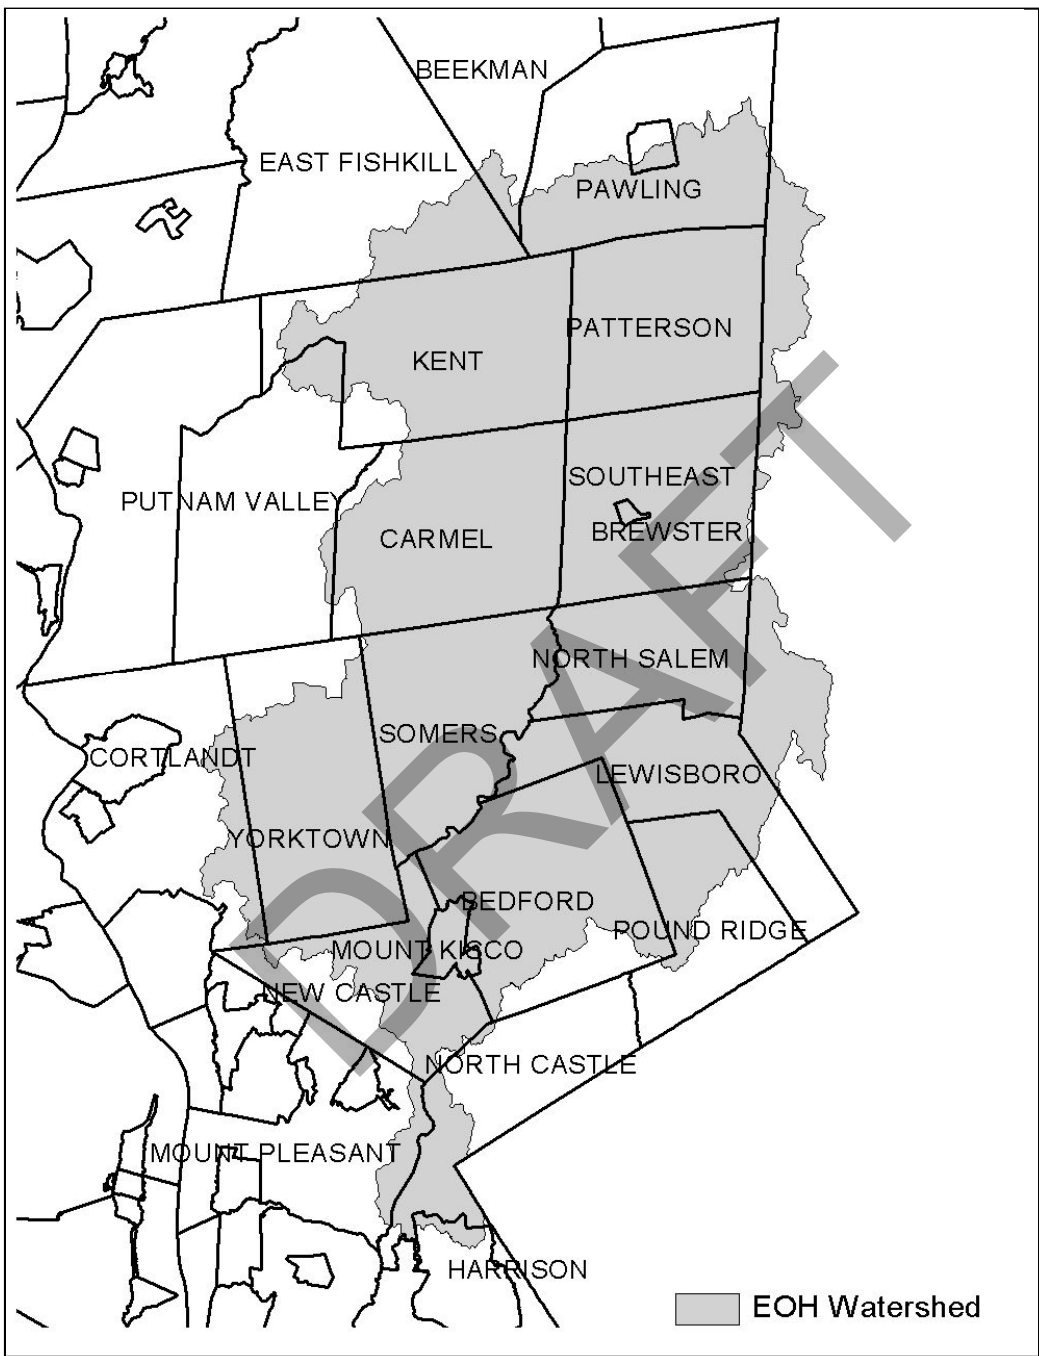 BEEKMAN
EAST FISHKILL
PAWLING
PATTERSON
KENT
SOUTHEAST
PUTNAM VALLEY
BREWSTER
CARMEL
NORTH SALEM
SOMERS
CORTLANDT
LEWISBORO
YORKTOWN
BEDFORD
POUND RIDGE
MOUNT KISCO
NEW CASTLE
NORTH CASTLE
MOUNT PLEASANT
HARRISON
EOH Watershed
DRAFT